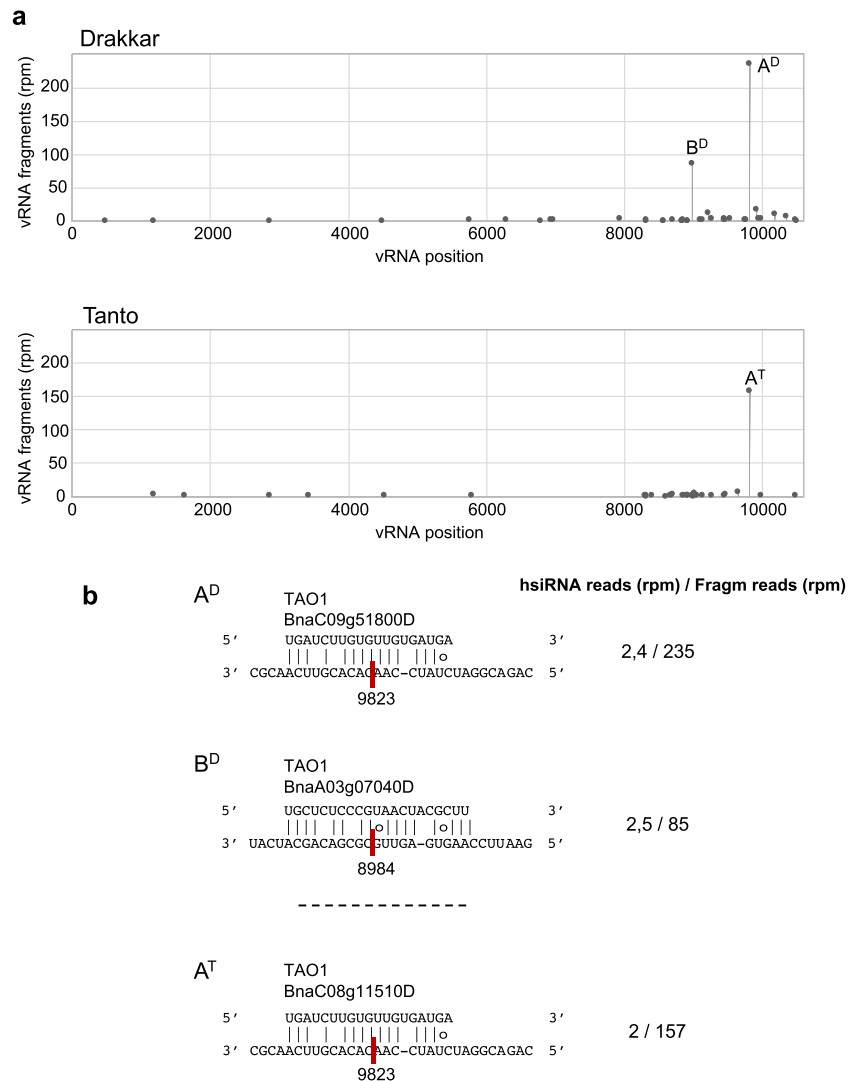 a
Drakkar
vRNA fragments (rpm)
200
150
100
50
0
A^D
B^D
0 2000 4000 6000 8000 10000
vRNA position
Tanto
vRNA fragments (rpm)
200
150
100
50
0
A^T
0 2000 4000 6000 8000 10000
vRNA position
b
hsiRNA reads (rpm) / Fragm reads (rpm)
A^D
TAO1
BnaC09g51800D
5′ UGAUCUUGUGUUGUGAUGA 3′
3′ CGCAACUUGCACACAAC-CUAUCUAGGCAGAC 5′
9823
2,4 / 235
B^D
TAO1
BnaA03g07040D
5′ UGCUCUCCCGUAACUACGCUU 3′
3′ UACUACGACAGCGCGUUGA-GUGAACCUUAAG 5′
8984
2,5 / 85
A^T
TAO1
BnaC08g11510D
5′ UGAUCUUGUGUUGUGAUGA 3′
3′ CGCAACUUGCACACAAC-CUAUCUAGGCAGAC 5′
9823
2 / 157